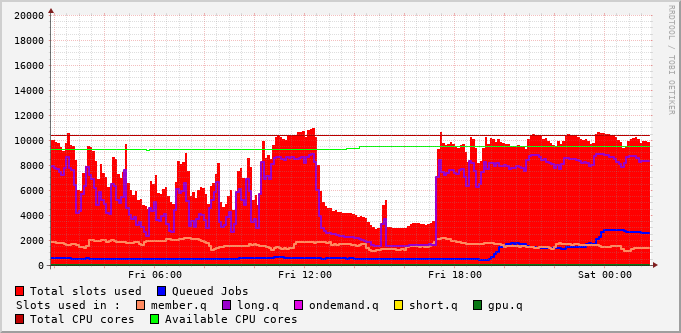 20000
18000
16000
14000
12000
10000
8000
6000
4000
2000
0
Fri 06:00 Fri 12:00 Fri 18:00 Sat 00:00
RRDTOOL / TOBI OETIKER
Total slots used Queued Jobs
Slots used in : member.q long.q ondemand.q short.q gpu.q
Total CPU cores Available CPU cores